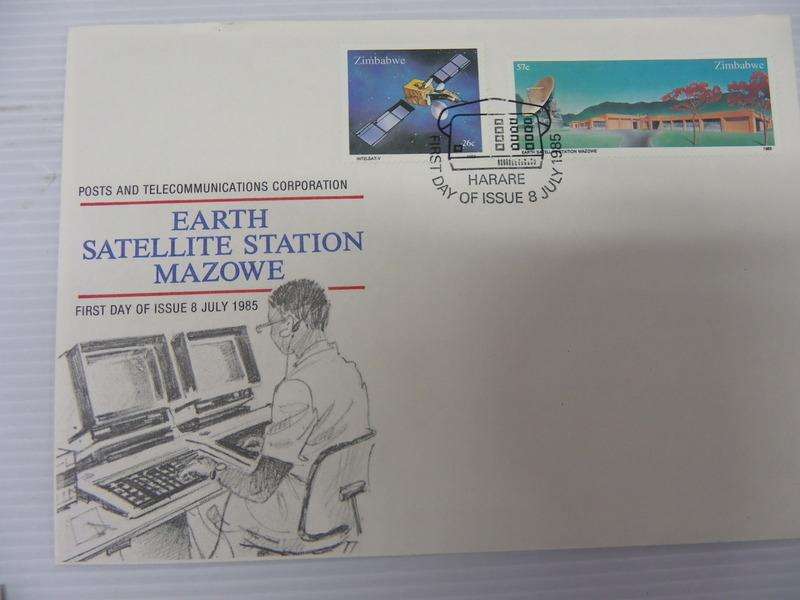 Zimbabwe
26c
INTELSAT V
57c
Zimbabwe
EARTH SATELLITE STATION MAZOWE
1985
HARARE
FIRST DAY OF ISSUE 8 JULY 1985
POSTS AND TELECOMMUNICATIONS CORPORATION
EARTH
SATELLITE STATION
MAZOWE
FIRST DAY OF ISSUE 8 JULY 1985